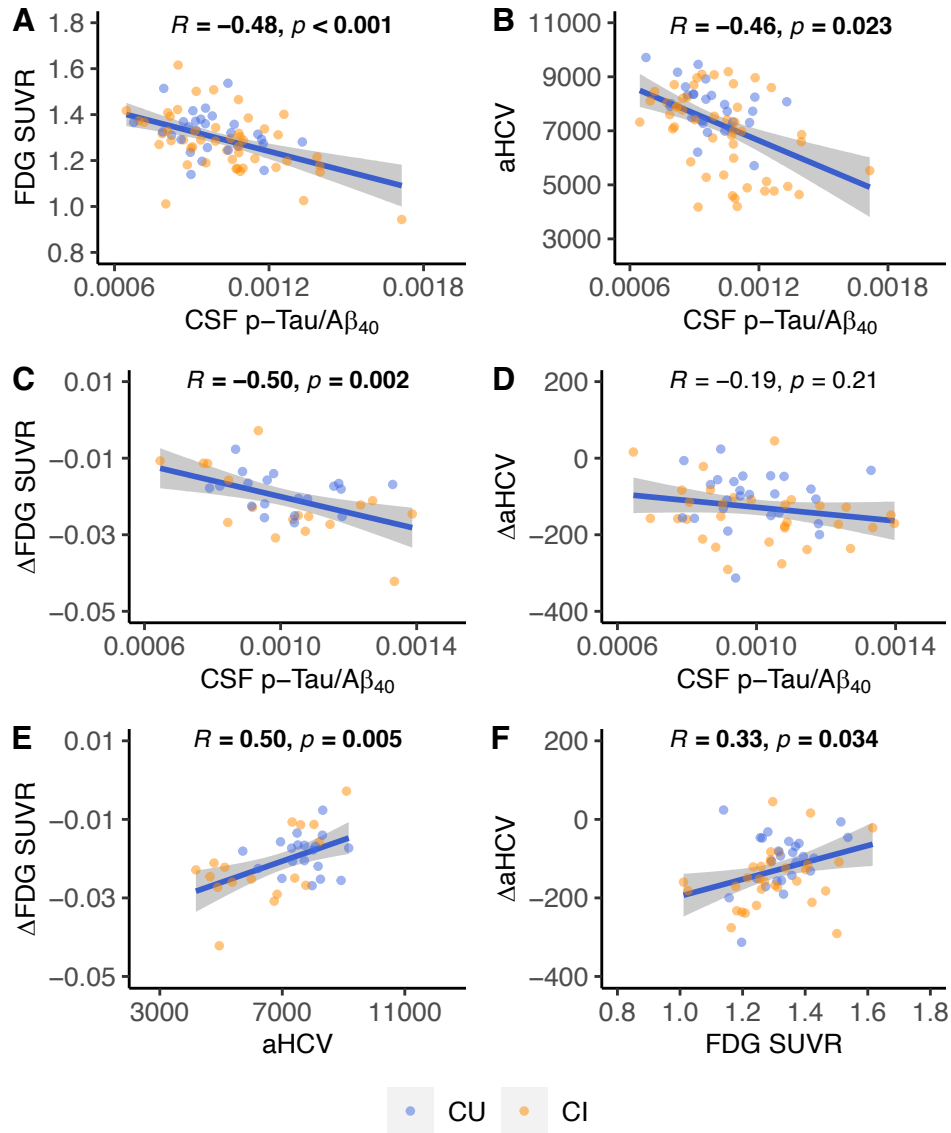 A
R = −0.48, p < 0.001
FDG SUVR
1.8
1.6
1.4
1.2
1.0
0.8
0.0006 0.0012 0.0018
CSF p−Tau/Aβ₄₀
B
R = −0.46, p = 0.023
aHCV
11000
9000
7000
5000
3000
0.0006 0.0012 0.0018
CSF p−Tau/Aβ₄₀
C
R = −0.50, p = 0.002
ΔFDG SUVR
0.01
−0.01
−0.03
−0.05
0.0006 0.0010 0.0014
CSF p−Tau/Aβ₄₀
D
R = −0.19, p = 0.21
ΔaHCV
200
0
−200
−400
0.0006 0.0010 0.0014
CSF p−Tau/Aβ₄₀
E
R = 0.50, p = 0.005
ΔFDG SUVR
0.01
−0.01
−0.03
−0.05
3000 7000 11000
aHCV
F
R = 0.33, p = 0.034
ΔaHCV
200
0
−200
−400
0.8 1.0 1.2 1.4 1.6 1.8
FDG SUVR
CU CI